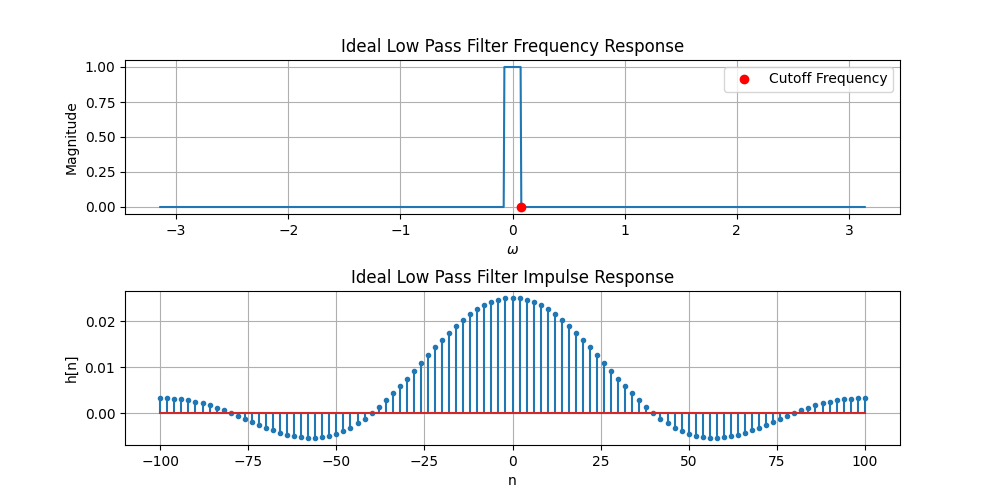 Ideal Low Pass Filter Frequency Response
1.00
0.75
0.50
0.25
0.00
Magnitude
Cutoff Frequency
−3 −2 −1 0 1 2 3
ω
Ideal Low Pass Filter Impulse Response
0.02
0.01
0.00
h[n]
−100 −75 −50 −25 0 25 50 75 100
n